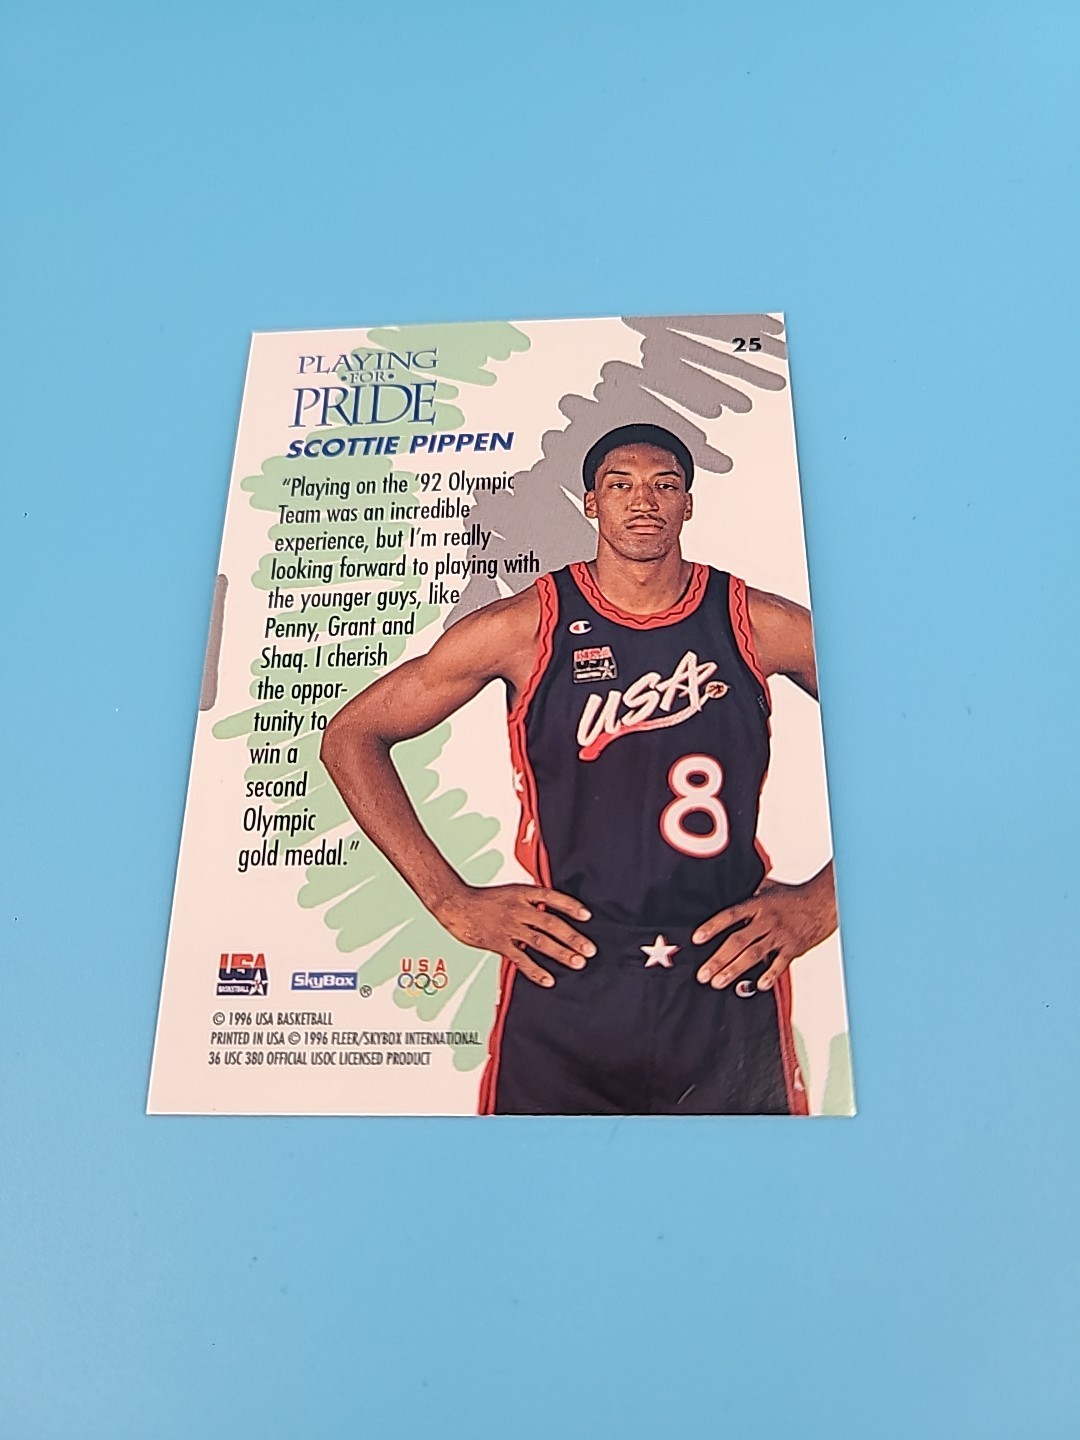 25
PLAYING
•FOR•
PRIDE
SCOTTIE PIPPEN
"Playing on the '92 Olympic
Team was an incredible
experience, but I'm really
looking forward to playing with
the younger guys, like
Penny, Grant and
Shaq. I cherish
the oppor-
tunity to
win a
second
Olympic
gold medal."
USA
8
USA
BASKETBALL
SkyBox
®
USA
© 1996 USA BASKETBALL
PRINTED IN USA © 1996 FLEER/SKYBOX INTERNATIONAL
36 USC 380 OFFICIAL USOC LICENSED PRODUCT